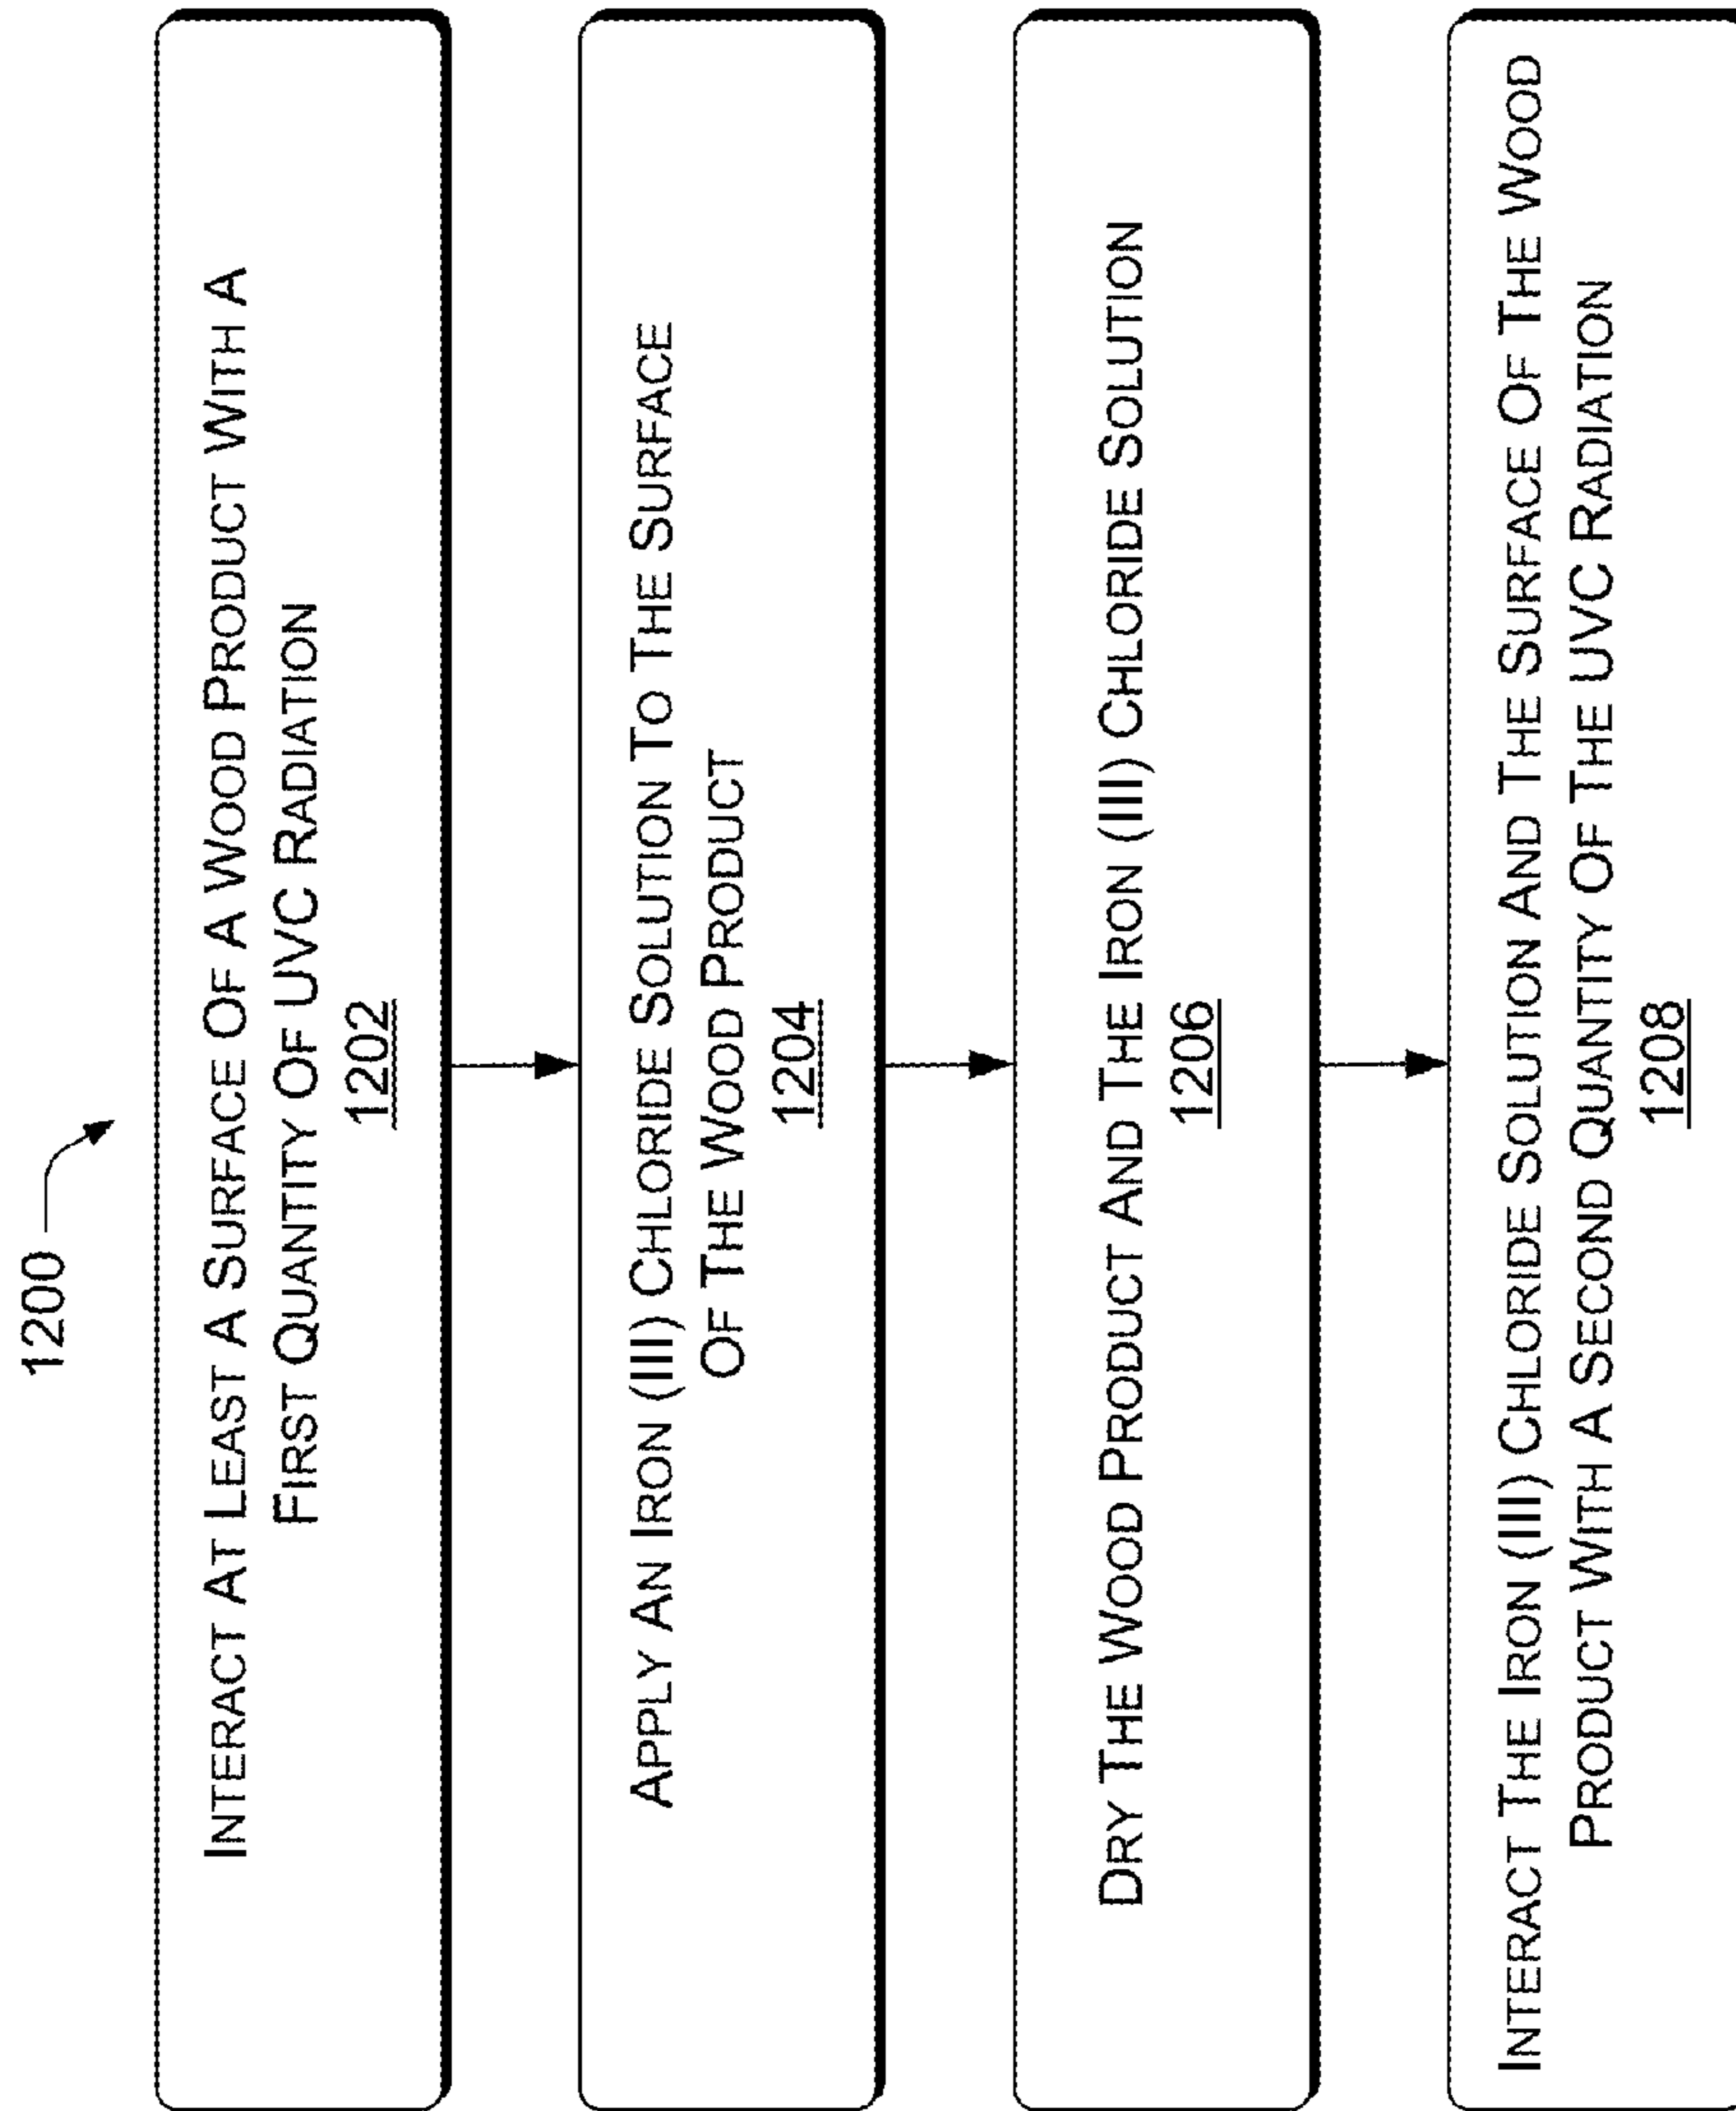 1200
INTERACT AT LEAST A SURFACE OF A WOOD PRODUCT WITH A
FIRST QUANTITY OF UVC RADIATION
1202
APPLY AN IRON (III) CHLORIDE SOLUTION TO THE SURFACE
OF THE WOOD PRODUCT
1204
DRY THE WOOD PRODUCT AND THE IRON (III) CHLORIDE SOLUTION
1206
INTERACT THE IRON (III) CHLORIDE SOLUTION AND THE SURFACE OF THE WOOD
PRODUCT WITH A SECOND QUANTITY OF THE UVC RADIATION
1208